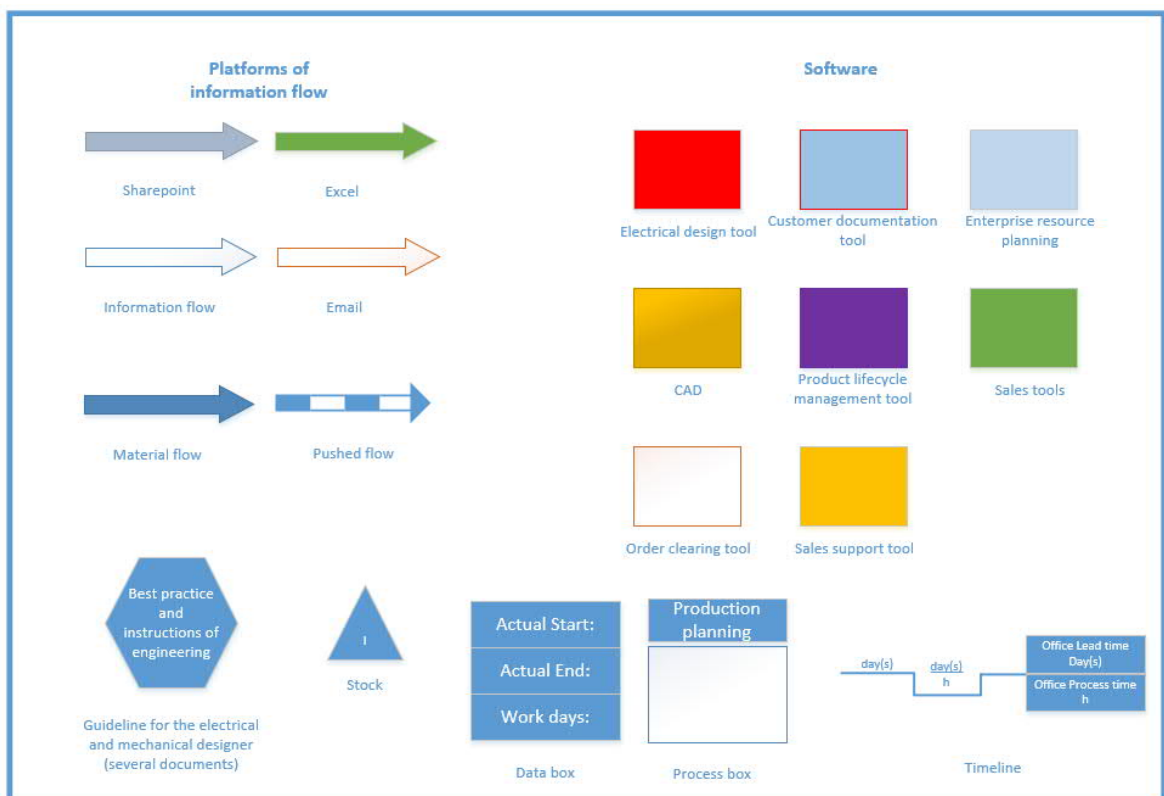 Platforms of
information flow
Software
Sharepoint
Excel
Electrical design tool
Customer documentation
tool
Enterprise resource
planning
Information flow
Email
CAD
Product lifecycle
management tool
Sales tools
Material flow
Pushed flow
Order clearing tool
Sales support tool
Best practice
and
instructions of
engineering
Guideline for the electrical
and mechanical designer
(several documents)
I
Stock
Actual Start:
Actual End:
Work days:
Data box
Production
planning
Process box
day(s)
day(s)
h
Office Lead time
Day(s)
Office Process time
h
Timeline